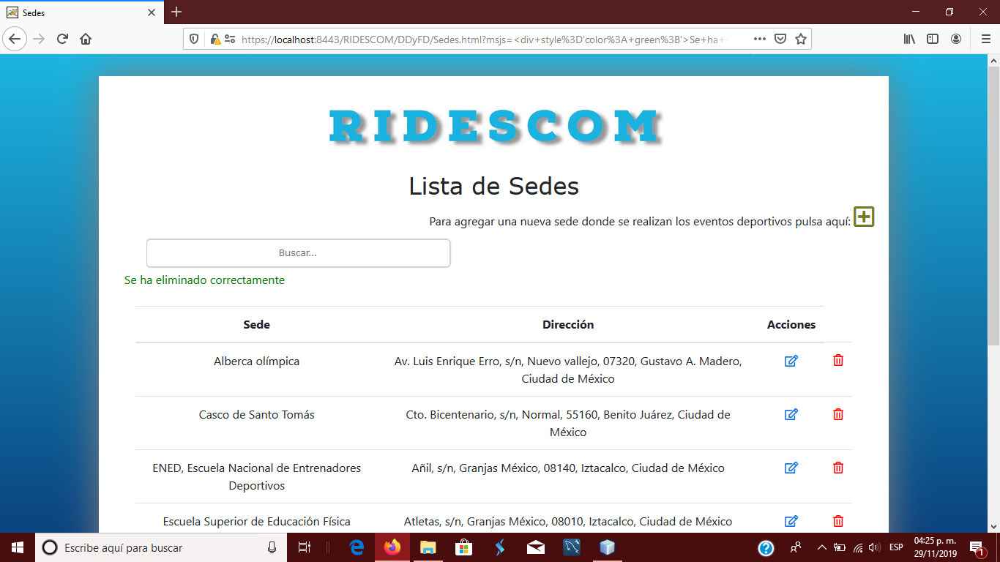 Sedes
https://localhost:8443/RIDESCOM/DDyFD/Sedes.html?msjs=<div+style%3D'color%3A+green%3B'>Se+ha+
RIDESCOM
Lista de Sedes
Para agregar una nueva sede donde se realizan los eventos deportivos pulsa aquí:
Buscar...
Se ha eliminado correctamente
Sede Dirección Acciones
Alberca olímpica Av. Luis Enrique Erro, s/n, Nuevo vallejo, 07320, Gustavo A. Madero,
Ciudad de México
Casco de Santo Tomás Cto. Bicentenario, s/n, Normal, 55160, Benito Juárez, Ciudad de
México
ENED, Escuela Nacional de Entrenadores
Deportivos
Añil, s/n, Granjas México, 08140, Iztacalco, Ciudad de México
Escuela Superior de Educación Física Atletas, s/n, Granjas México, 08010, Iztacalco, Ciudad de México
Escribe aquí para buscar
ESP
04:25 p. m.
29/11/2019
1